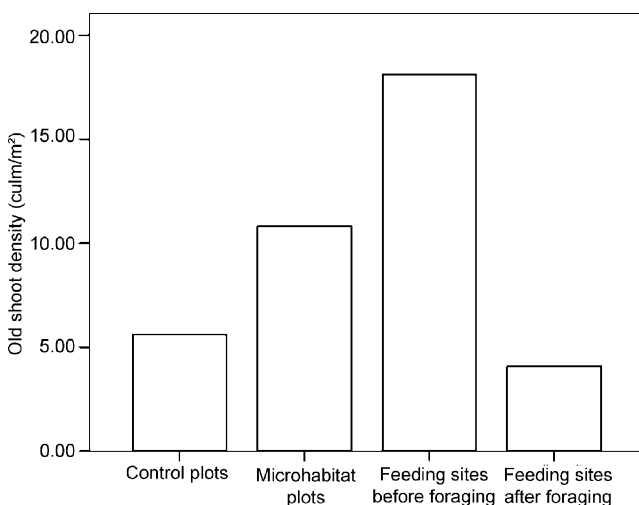 Old shoot density (culm/m²)
20.00
15.00
10.00
5.00
0.00
Control plots
Microhabitat
plots
Feeding sites
before foraging
Feeding sites
after foraging